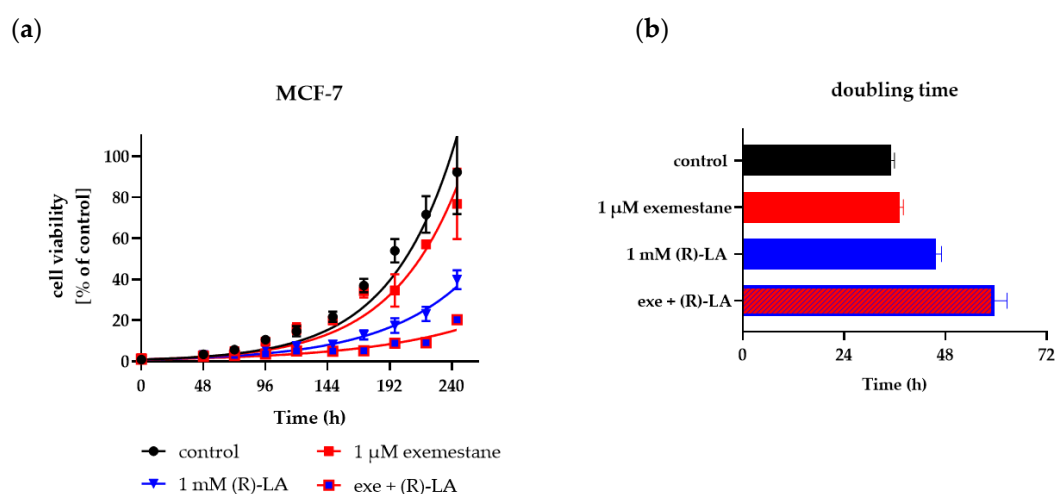 (a)
MCF-7
cell viability
[% of control]
100
80
60
40
20
0
0 48 96 144 192 240
Time (h)
control
1 μM exemestane
1 mM (R)-LA
exe + (R)-LA
(b)
doubling time
control
1 μM exemestane
1 mM (R)-LA
exe + (R)-LA
0 24 48 72
Time (h)